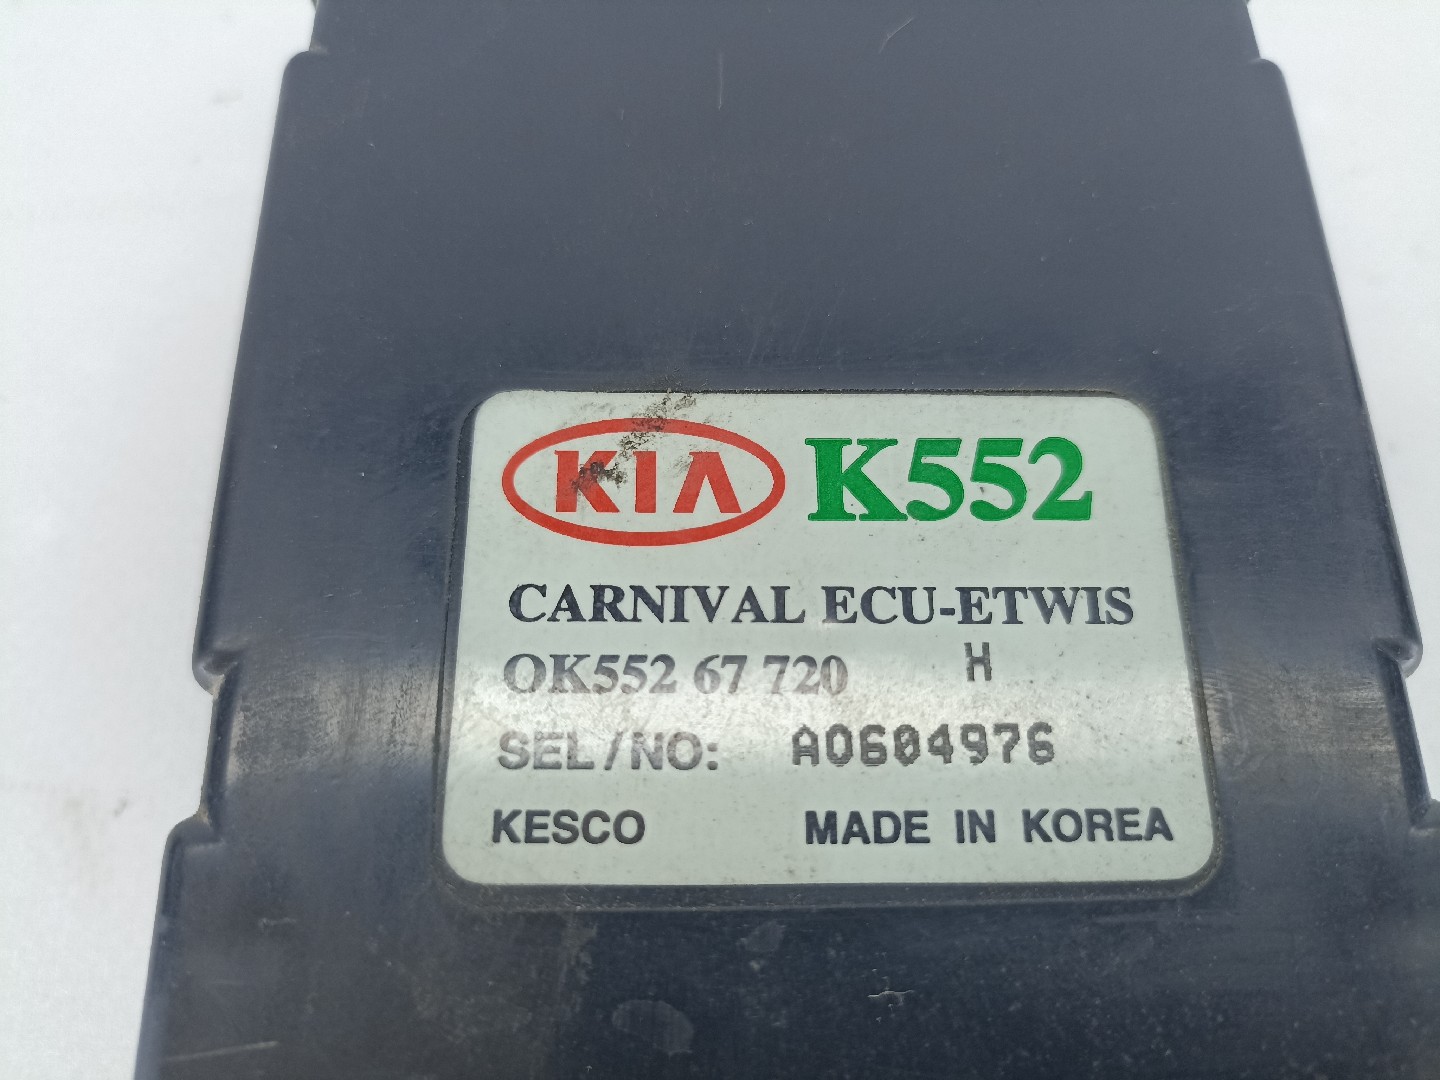 KIA K552
CARNIVAL ECU-ETWIS
OK552 67 720 H
SEL/NO: A0604976
KESCO MADE IN KOREA